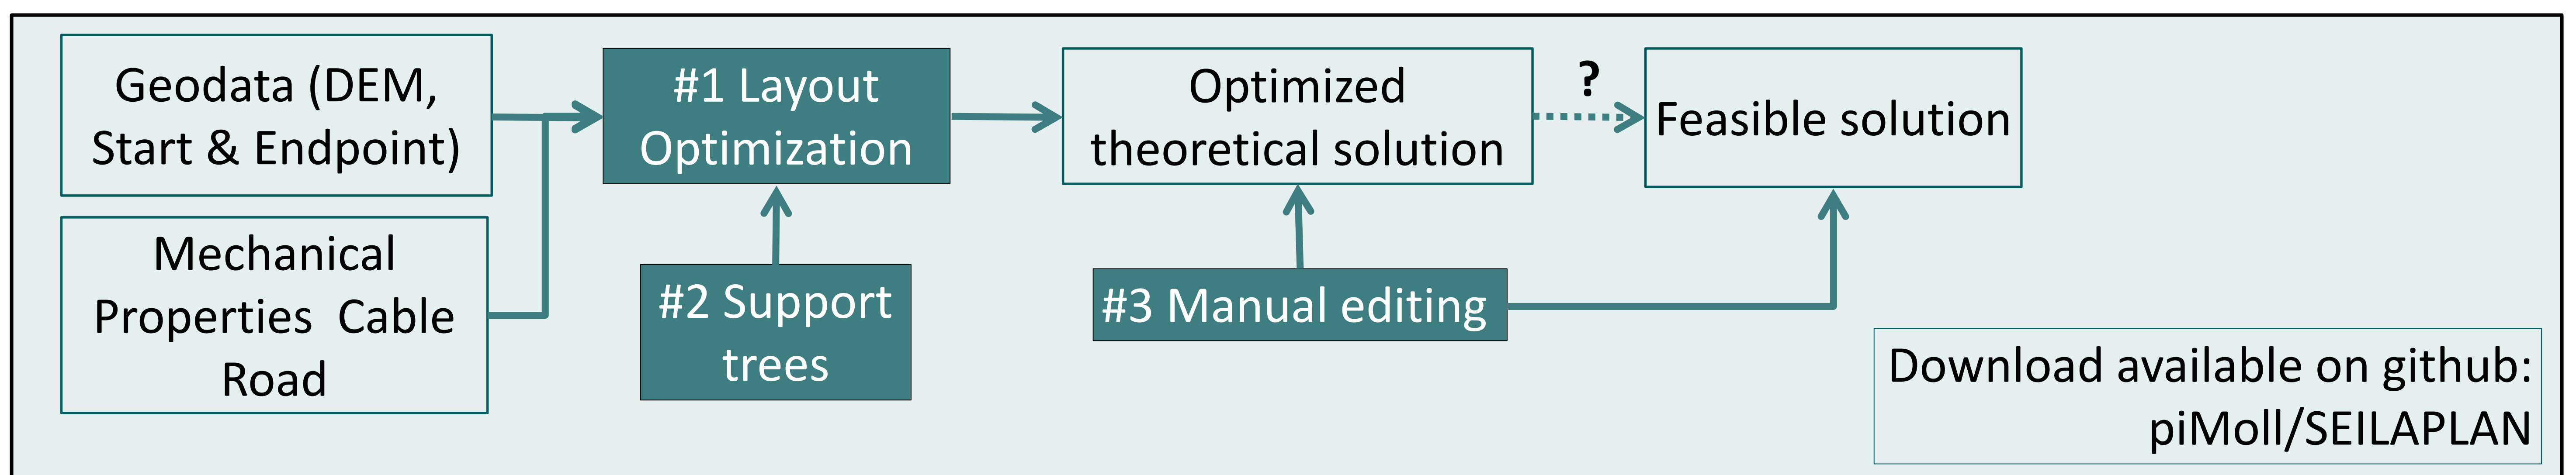 Geodata (DEM,
Start & Endpoint)
Mechanical
Properties  Cable
Road
#1 Layout
Optimization
#2 Support
trees
Optimized
theoretical solution
#3 Manual editing
?
Feasible solution
Download available on github:
piMoll/SEILAPLAN